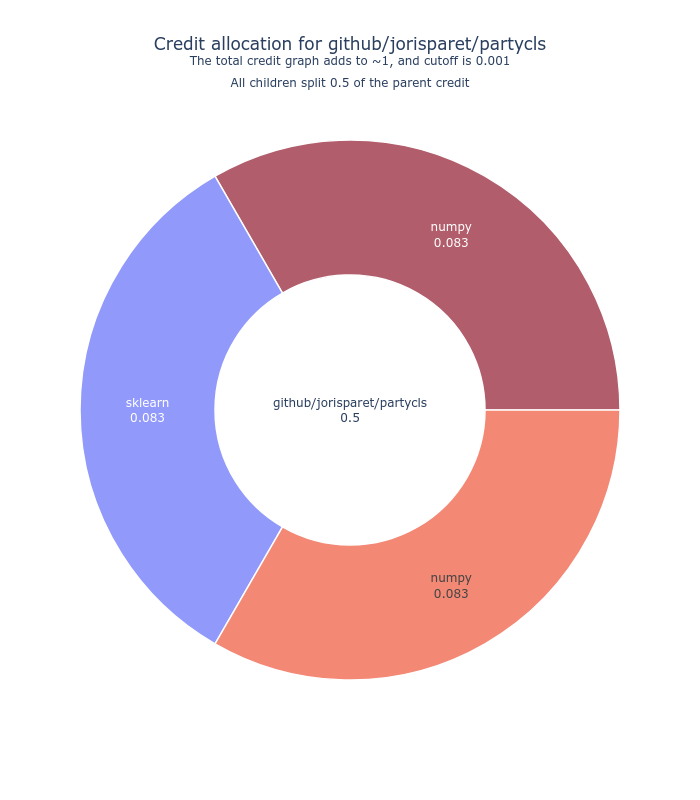 Credit allocation for github/jorisparet/partycls
The total credit graph adds to ~1, and cutoff is 0.001
All children split 0.5 of the parent credit
numpy
0.083
sklearn
0.083
github/jorisparet/partycls
0.5
numpy
0.083